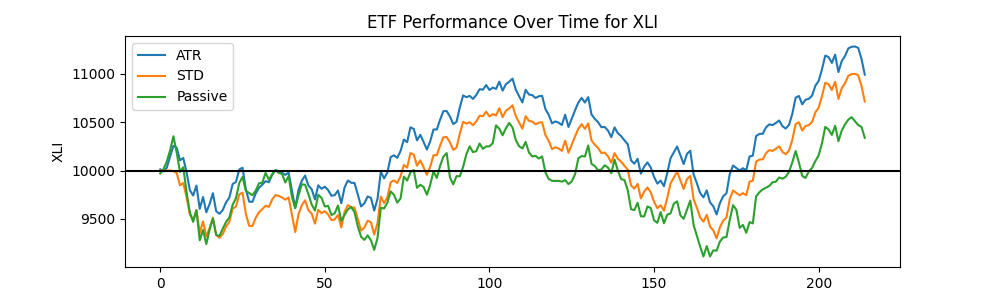 ETF Performance Over Time for XLI
ATR
STD
Passive
XLI
11000
10500
10000
9500
0 50 100 150 200